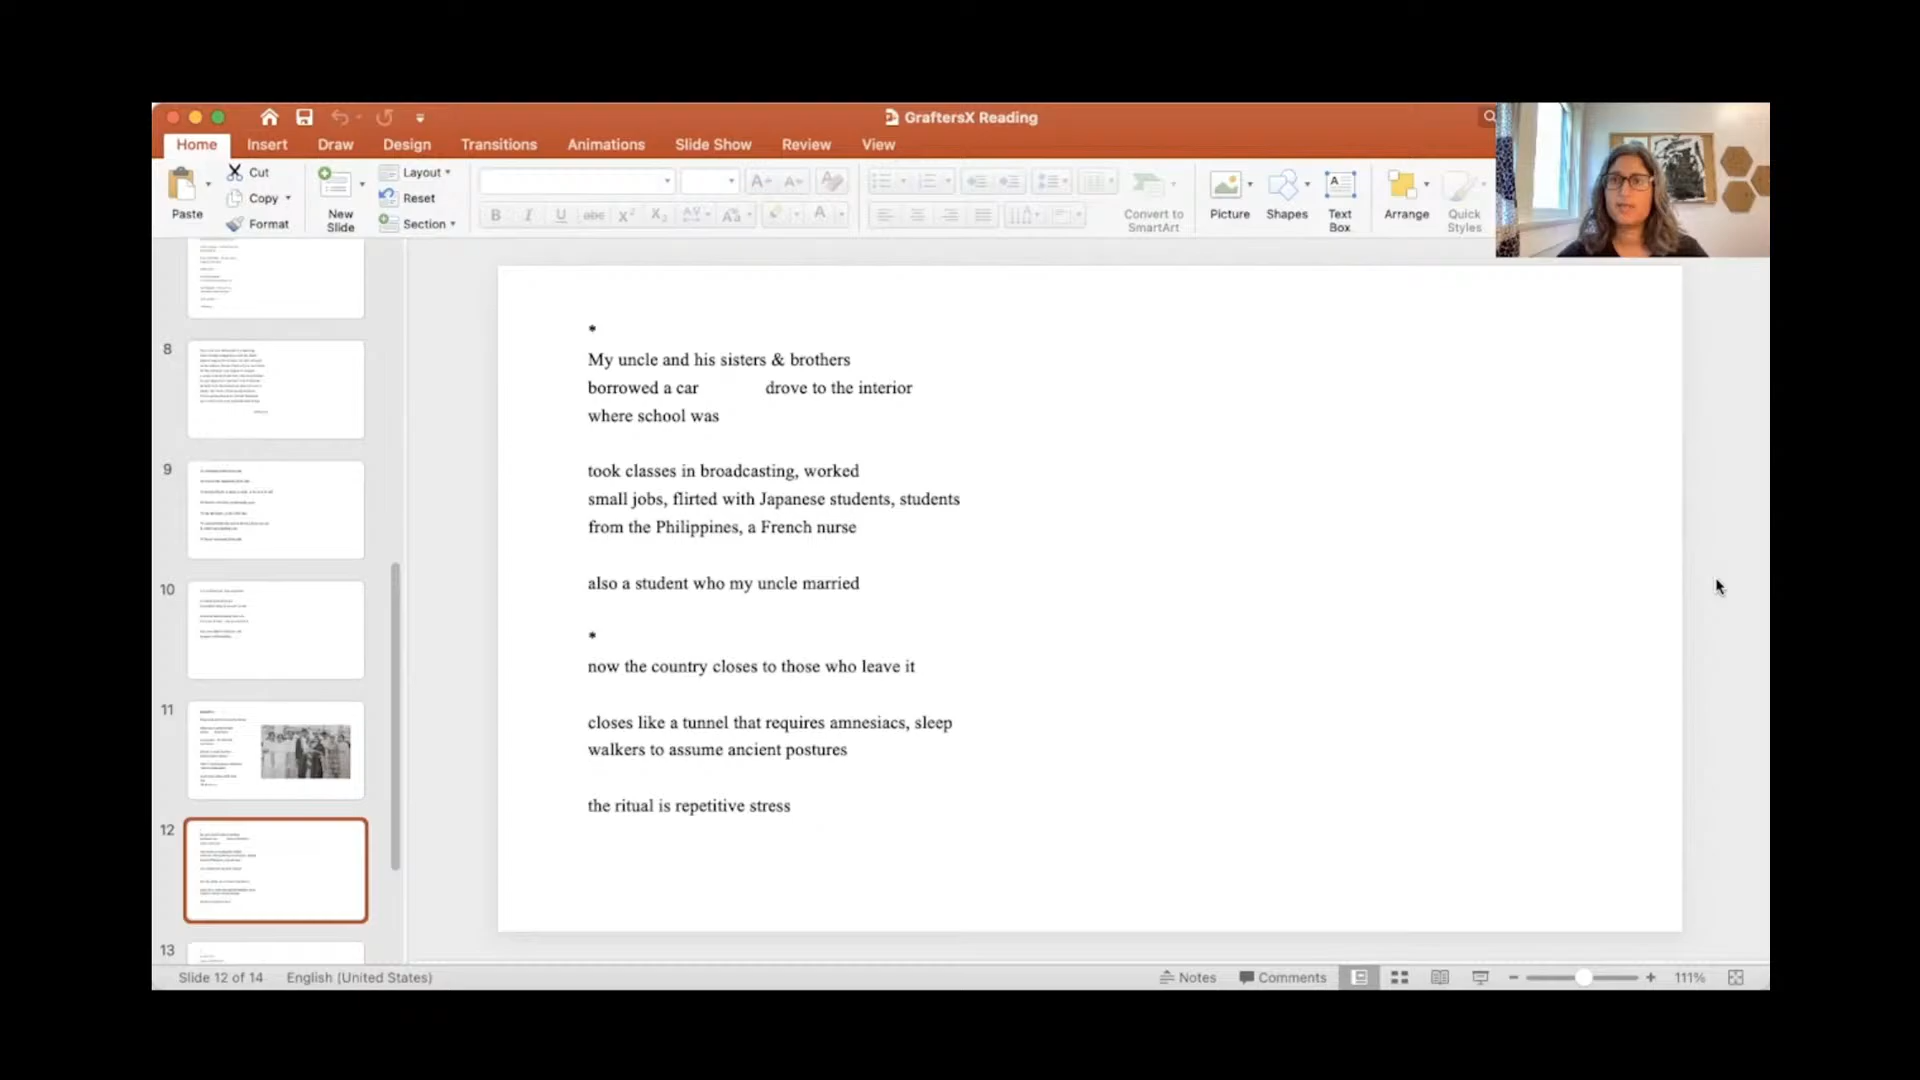 GraftersX Reading
Home Insert Draw Design Transitions Animations Slide Show Review View
Paste
Cut
Copy
Format
New
Slide
Layout
Reset
Section
Convert to
SmartArt
Picture
Shapes
Text
Box
Arrange
Quick
Styles
8
9
10
11
12
13
*
My uncle and his sisters & brothers
borrowed a car drove to the interior
where school was
took classes in broadcasting, worked
small jobs, flirted with Japanese students, students
from the Philippines, a French nurse
also a student who my uncle married
*
now the country closes to those who leave it
closes like a tunnel that requires amnesiacs, sleep
walkers to assume ancient postures
the ritual is repetitive stress
Slide 12 of 14 English (United States) Notes Comments 111%